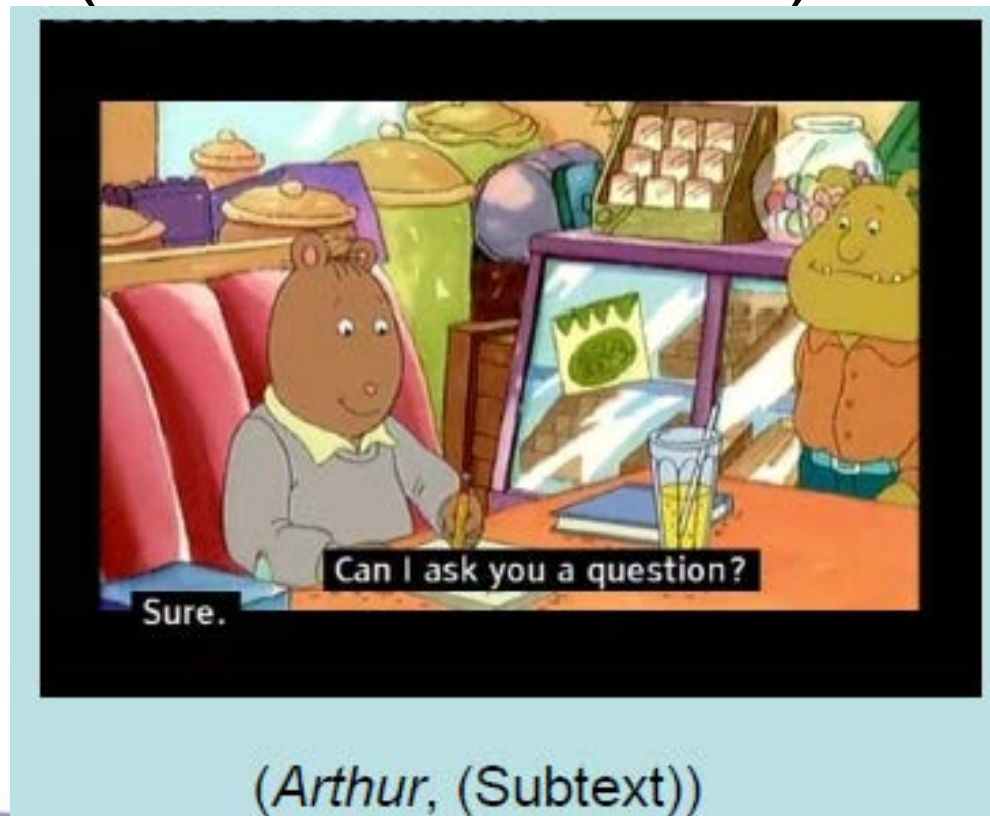 Can I ask you a question?
Sure.
(Arthur, (Subtext))